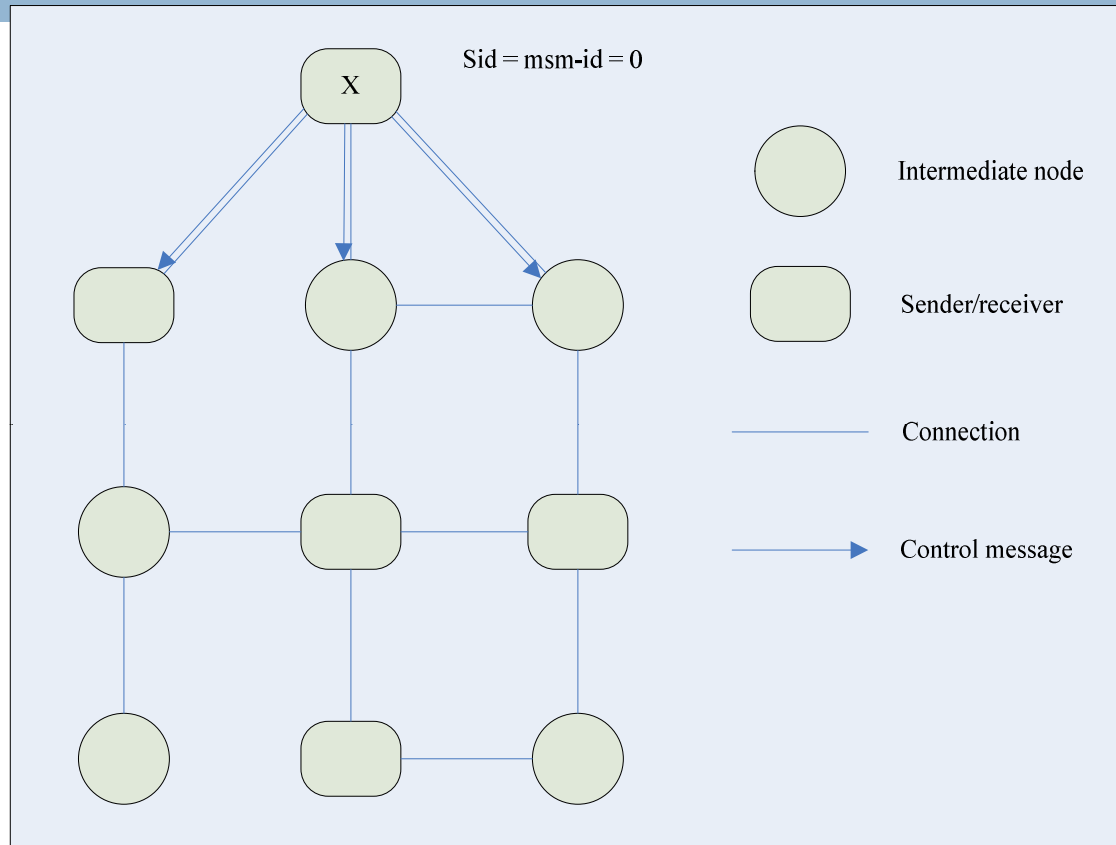 Sid = msm-id = 0
X
Intermediate node
Sender/receiver
Connection
Control message